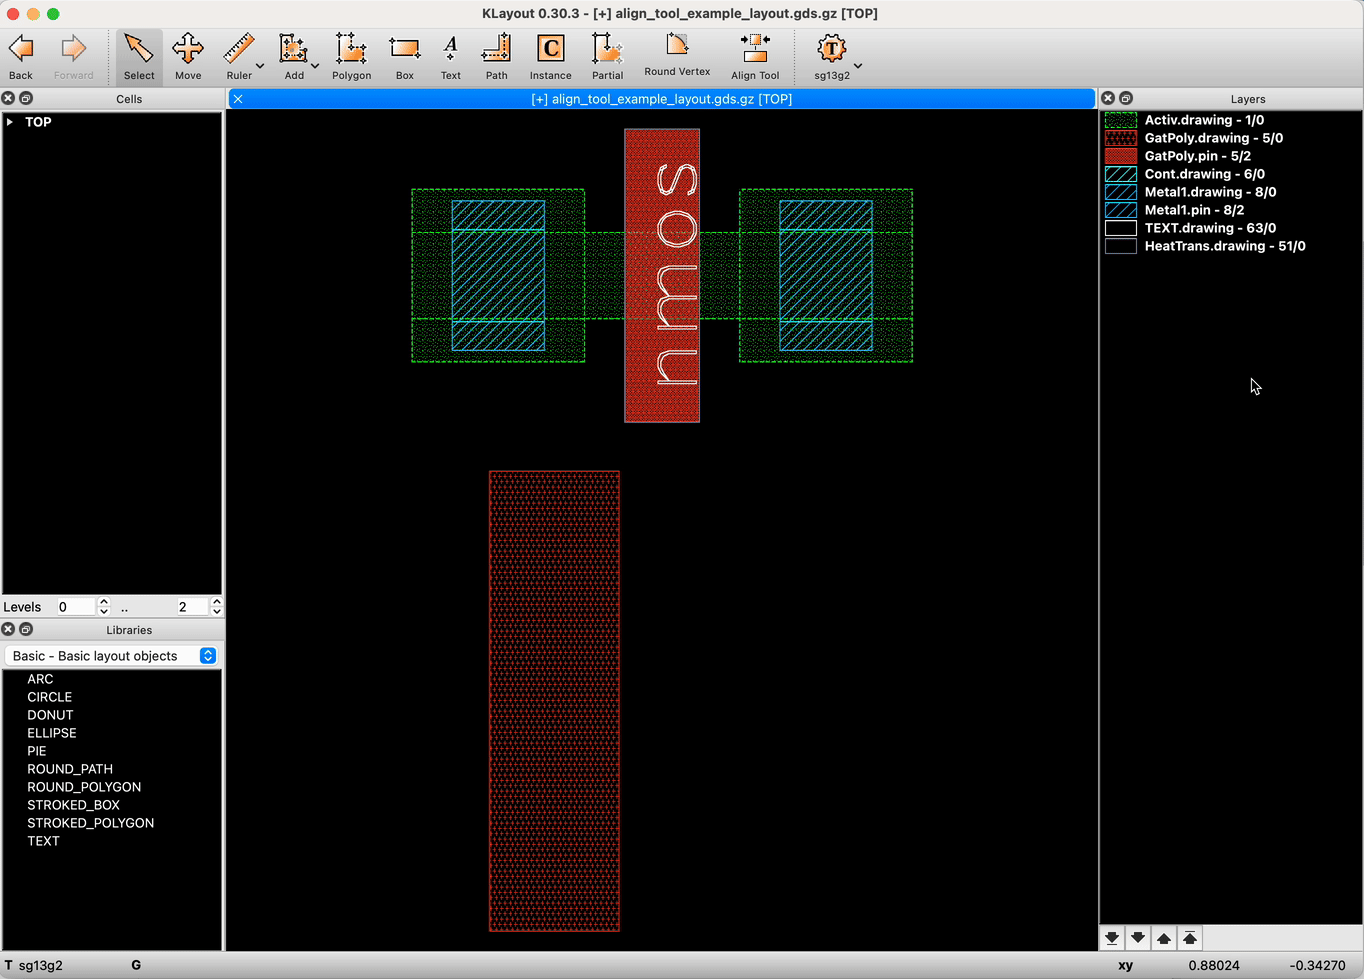 KLayout 0.30.3 - [+] align_tool_example_layout.gds.gz [TOP]
Back
Forward
Select
Move
Ruler
Add
Polygon
Box
Text
Path
Instance
Partial
Round Vertex
Align Tool
sg13g2
Cells
[+] align_tool_example_layout.gds.gz [TOP]
Layers
TOP
Levels 0 .. 2
Libraries
Basic - Basic layout objects
ARC
CIRCLE
DONUT
ELLIPSE
PIE
ROUND_PATH
ROUND_POLYGON
STROKED_BOX
STROKED_POLYGON
TEXT
nmos
Activ.drawing - 1/0
GatPoly.drawing - 5/0
GatPoly.pin - 5/2
Cont.drawing - 6/0
Metal1.drawing - 8/0
Metal1.pin - 8/2
TEXT.drawing - 63/0
HeatTrans.drawing - 51/0
T sg13g2 G xy 0.88024 -0.34270